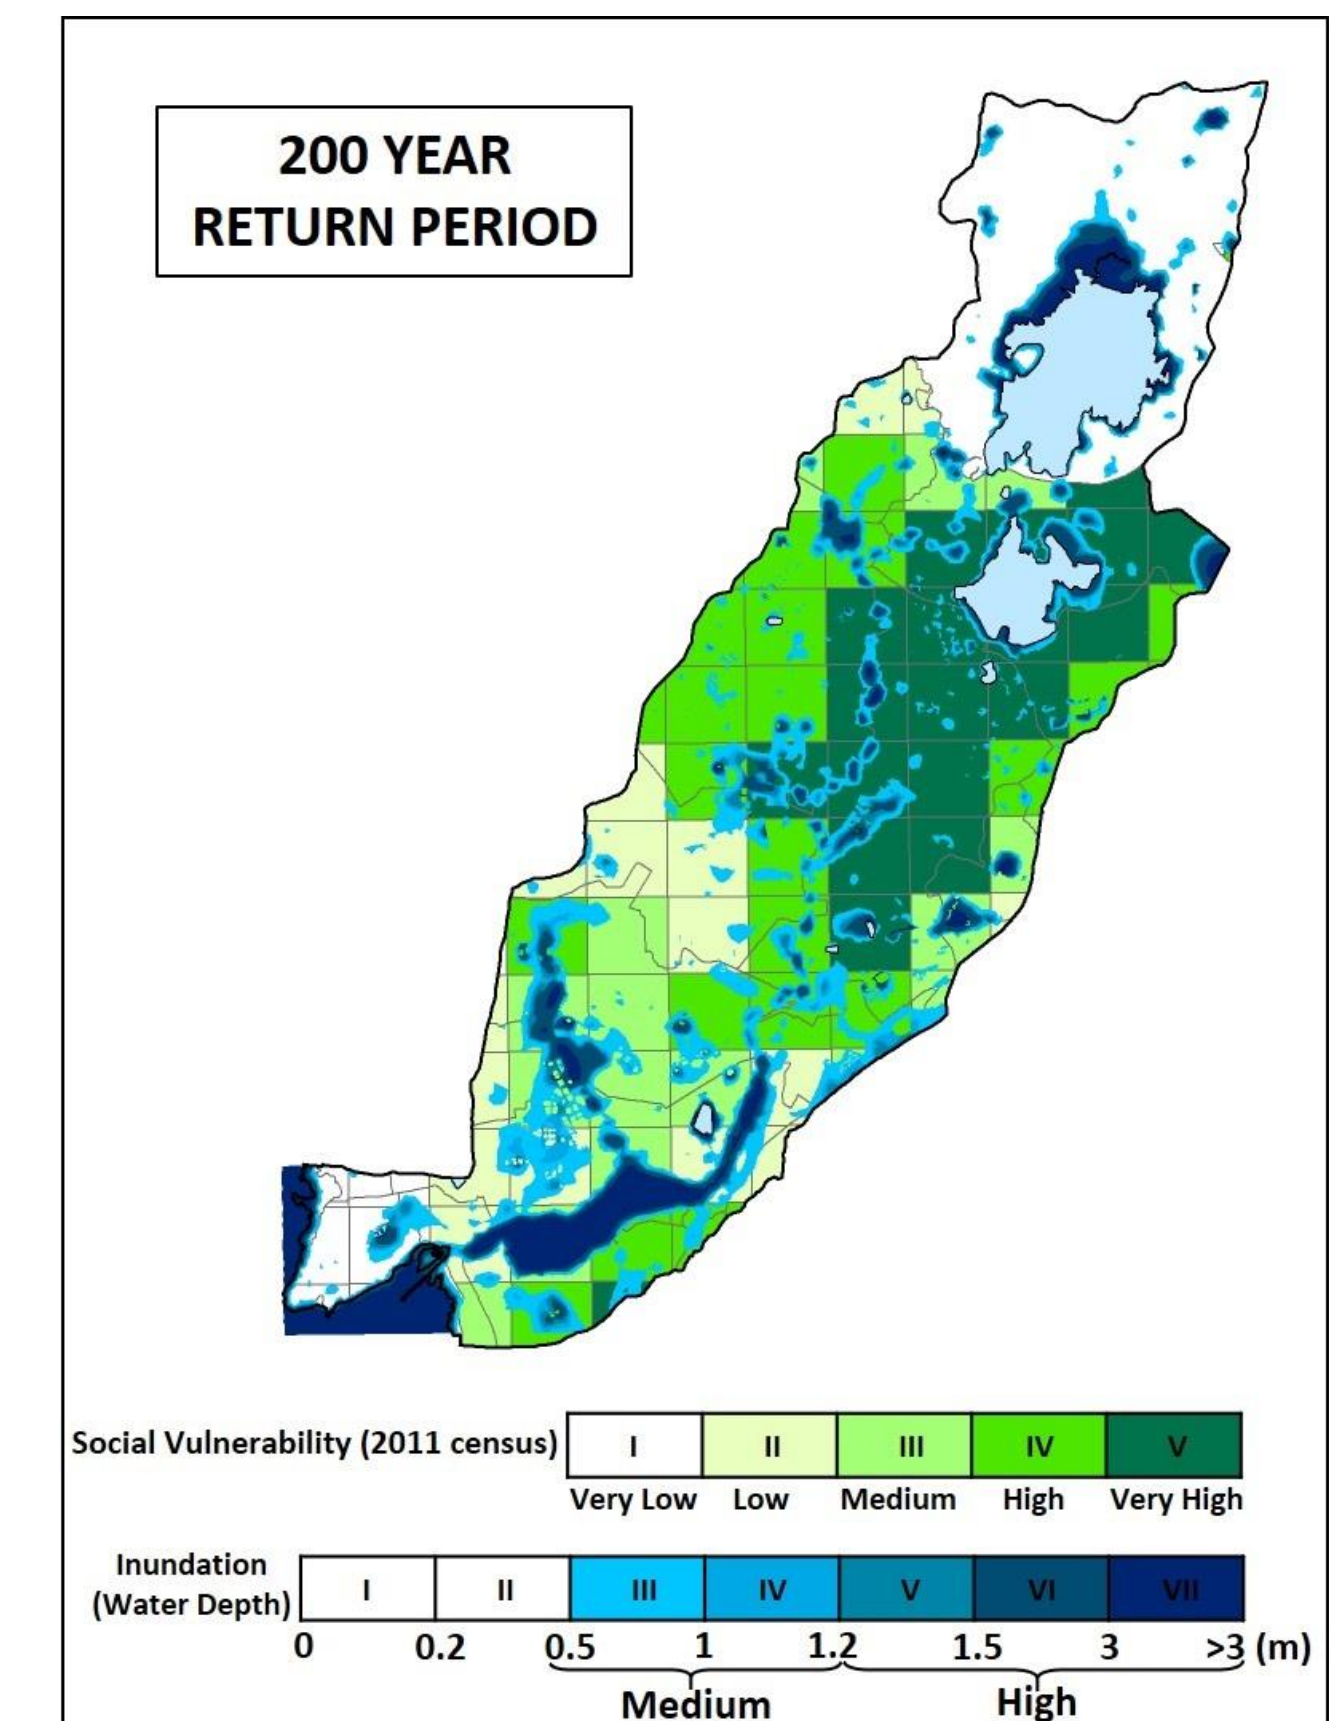 200 YEAR
RETURN PERIOD
Social Vulnerability (2011 census)
I II III IV V
Very Low Low Medium High Very High
Inundation
(Water Depth)
I II III IV V VI VII
0 0.2 0.5 1 1.2 1.5 3 >3 (m)
Medium High